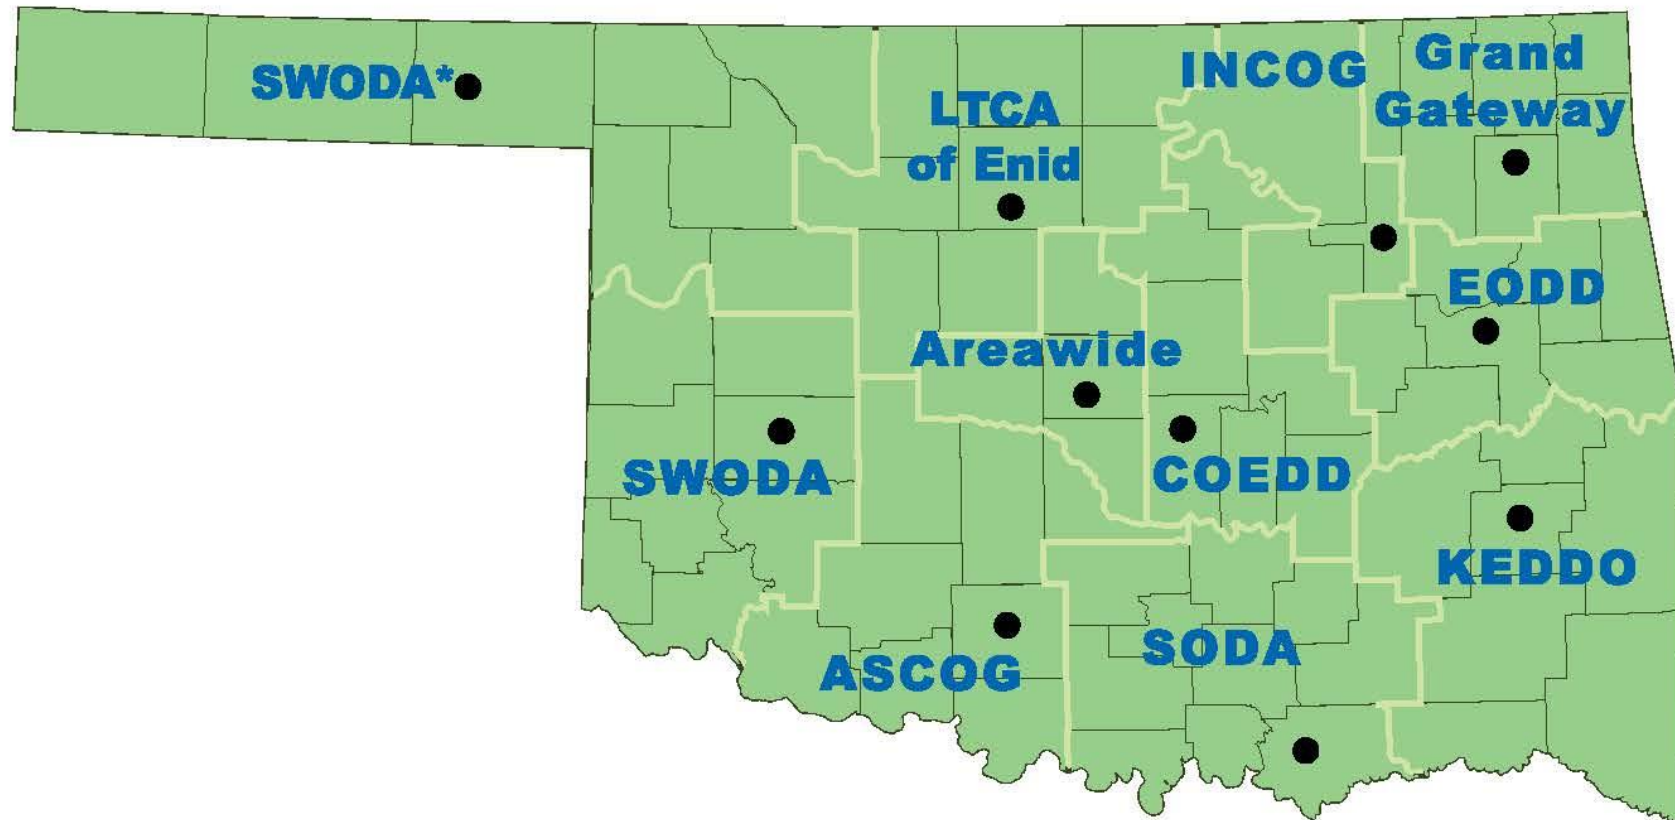 SWODA*
LTCA
of Enid
INCOG
Grand
Gateway
EODD
Areawide
SWODA
COEDD
KEDDO
ASCOG
SODA